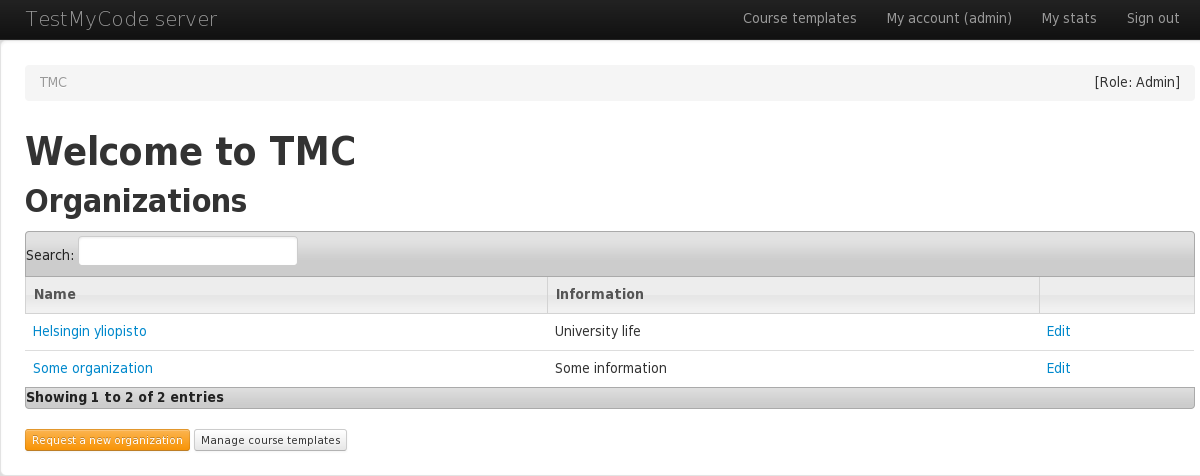 TestMyCode server Course templates My account (admin) My stats Sign out
TMC [Role: Admin]
Welcome to TMC
Organizations
Search:
Name Information
Helsingin yliopisto University life Edit
Some organization Some information Edit
Showing 1 to 2 of 2 entries
Request a new organization Manage course templates